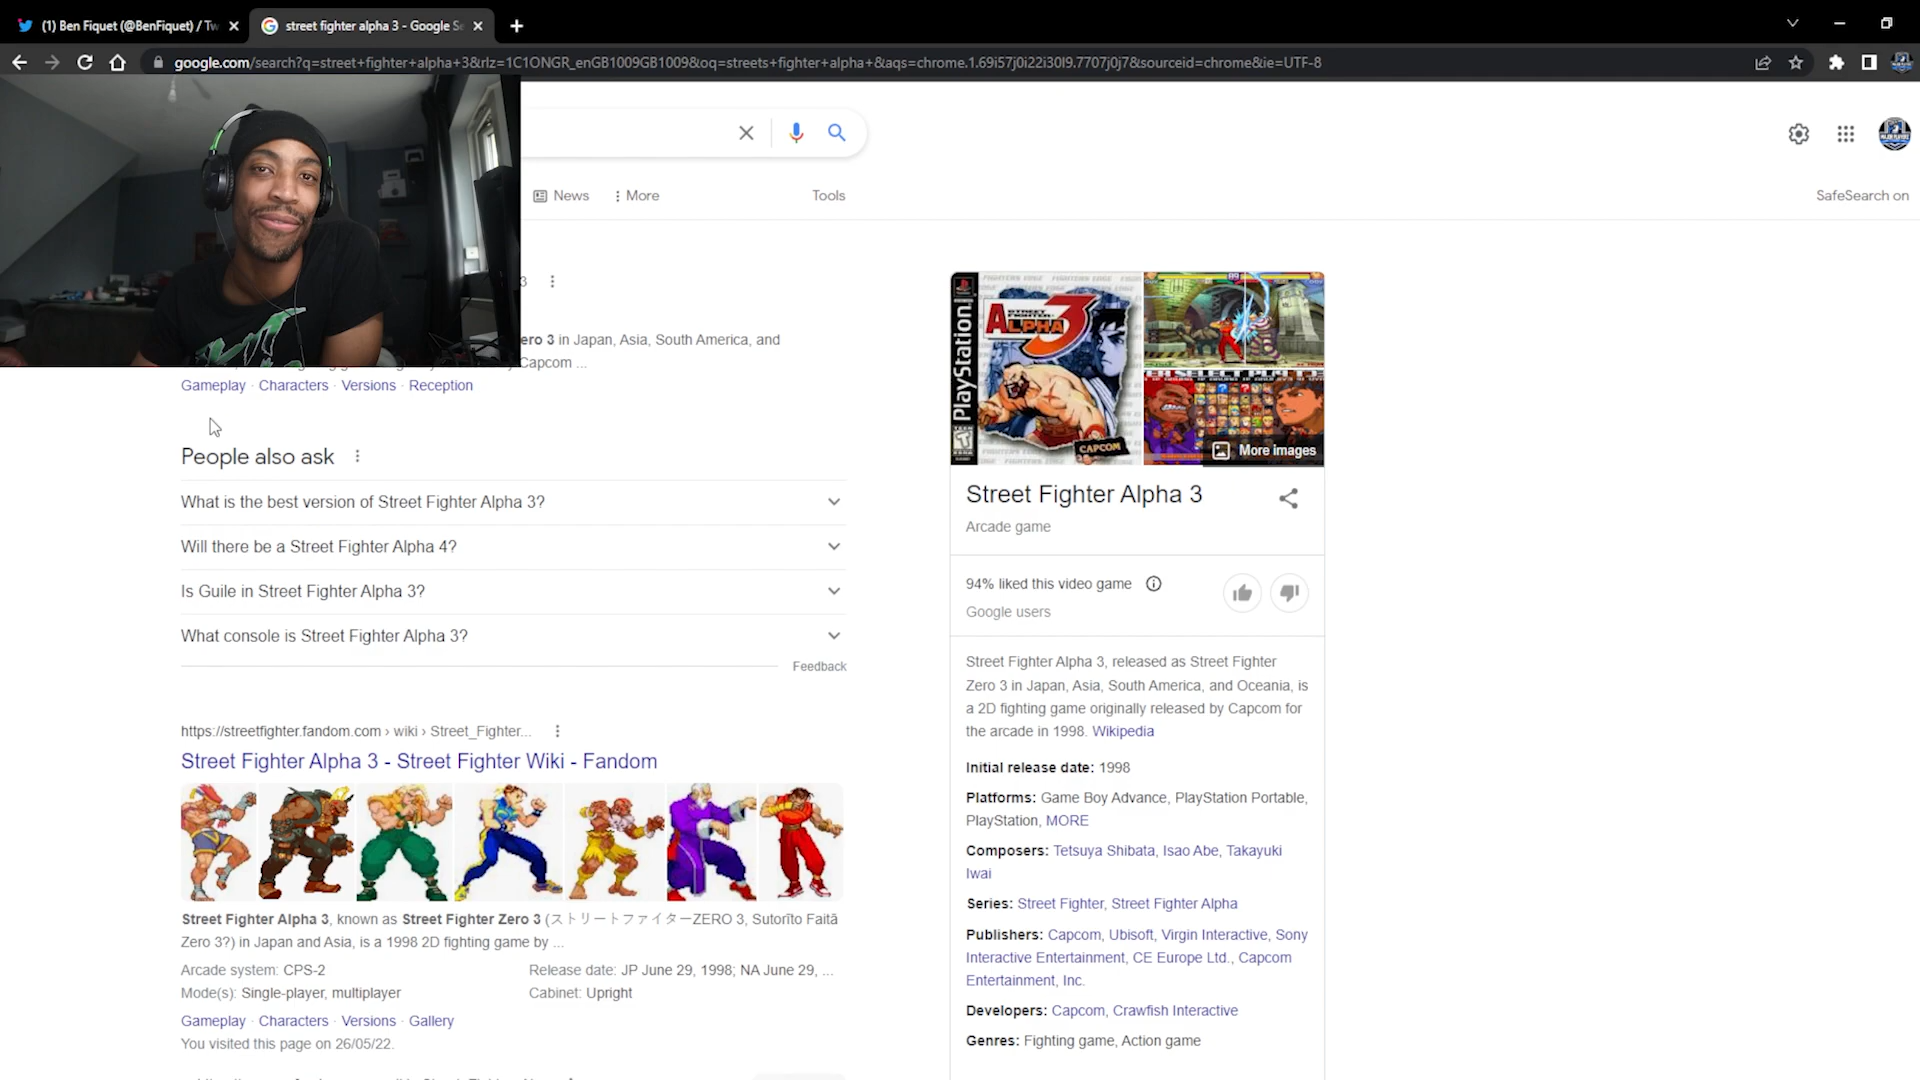 (1) Ben Fiquet (@BenFiquet) / Tw
street fighter alpha 3 - Google Se
google.com/search?q=street+fighter+alpha+3&rlz=1C1ONGR_enGB1009GB1009&oq=streets+fighter+alpha+&aqs=chrome.1.69i57j0i22i30l9.7707j0j7&sourceid=chrome&ie=UTF-8
News
More
Tools
SafeSearch on
3
ero 3 in Japan, Asia, South America, and
Capcom ...
Gameplay · Characters · Versions · Reception
People also ask
What is the best version of Street Fighter Alpha 3?
Will there be a Street Fighter Alpha 4?
Is Guile in Street Fighter Alpha 3?
What console is Street Fighter Alpha 3?
Feedback
https://streetfighter.fandom.com › wiki › Street_Fighter...
Street Fighter Alpha 3 - Street Fighter Wiki - Fandom
Street Fighter Alpha 3, known as Street Fighter Zero 3 (ストリートファイターZERO 3, Sutorīto Faitā
Zero 3?) in Japan and Asia, is a 1998 2D fighting game by ...
Arcade system: CPS-2
Release date: JP June 29, 1998; NA June 29, ...
Mode(s): Single-player, multiplayer
Cabinet: Upright
Gameplay · Characters · Versions · Gallery
You visited this page on 26/05/22.
PlayStation
STREET FIGHTER
ALPHA 3
CAPCOM
More images
Street Fighter Alpha 3
Arcade game
94% liked this video game
Google users
Street Fighter Alpha 3, released as Street Fighter
Zero 3 in Japan, Asia, South America, and Oceania, is
a 2D fighting game originally released by Capcom for
the arcade in 1998. Wikipedia
Initial release date: 1998
Platforms: Game Boy Advance, PlayStation Portable,
PlayStation, MORE
Composers: Tetsuya Shibata, Isao Abe, Takayuki
Iwai
Series: Street Fighter, Street Fighter Alpha
Publishers: Capcom, Ubisoft, Virgin Interactive, Sony
Interactive Entertainment, CE Europe Ltd., Capcom
Entertainment, Inc.
Developers: Capcom, Crawfish Interactive
Genres: Fighting game, Action game